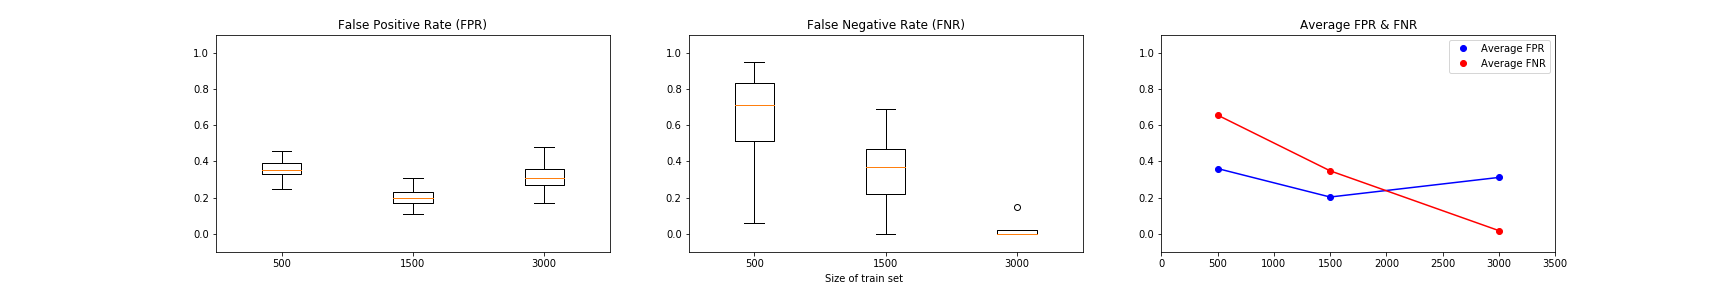 False Positive Rate (FPR)
1.0
0.8
0.6
0.4
0.2
0.0
500 1500 3000
False Negative Rate (FNR)
1.0
0.8
0.6
0.4
0.2
0.0
500 1500 3000
Size of train set
Average FPR & FNR
Average FPR
Average FNR
1.0
0.8
0.6
0.4
0.2
0.0
0 500 1000 1500 2000 2500 3000 3500